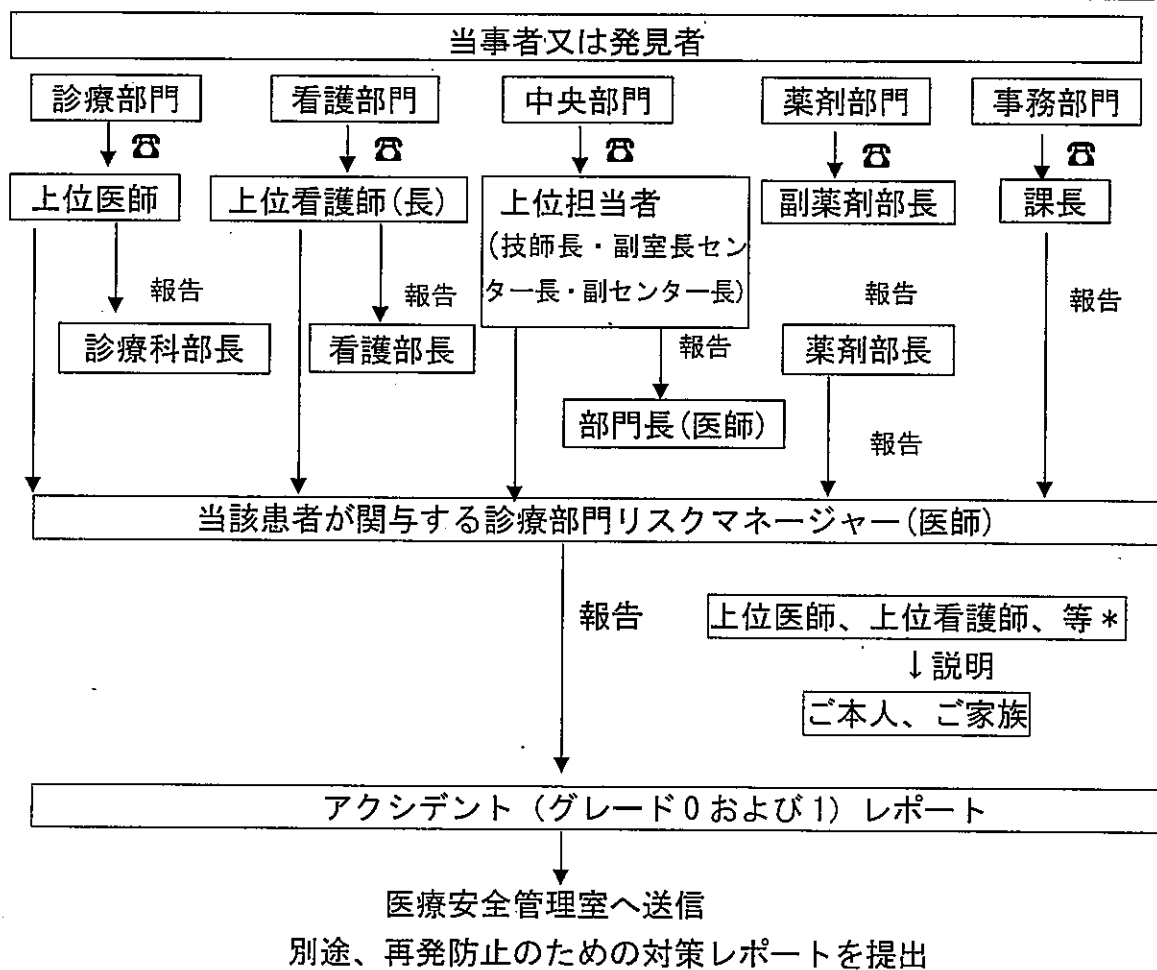 当事者又は発見者
診療部門 看護部門 中央部門 薬剤部門 事務部門
☎ ☎ ☎ ☎ ☎
上位医師 上位看護師(長) 上位担当者 副薬剤部長 課長
(技師長・副室長セン
ター長・副センター長)
報告 報告 報告 報告
診療科部長 看護部長 報告 薬剤部長
部門長(医師) 報告
当該患者が関与する診療部門リスクマネージャー(医師)
報告 上位医師、上位看護師、等*
↓説明
ご本人、ご家族
アクシデント(グレード0および1)レポート
医療安全管理室へ送信
別途、再発防止のための対策レポートを提出